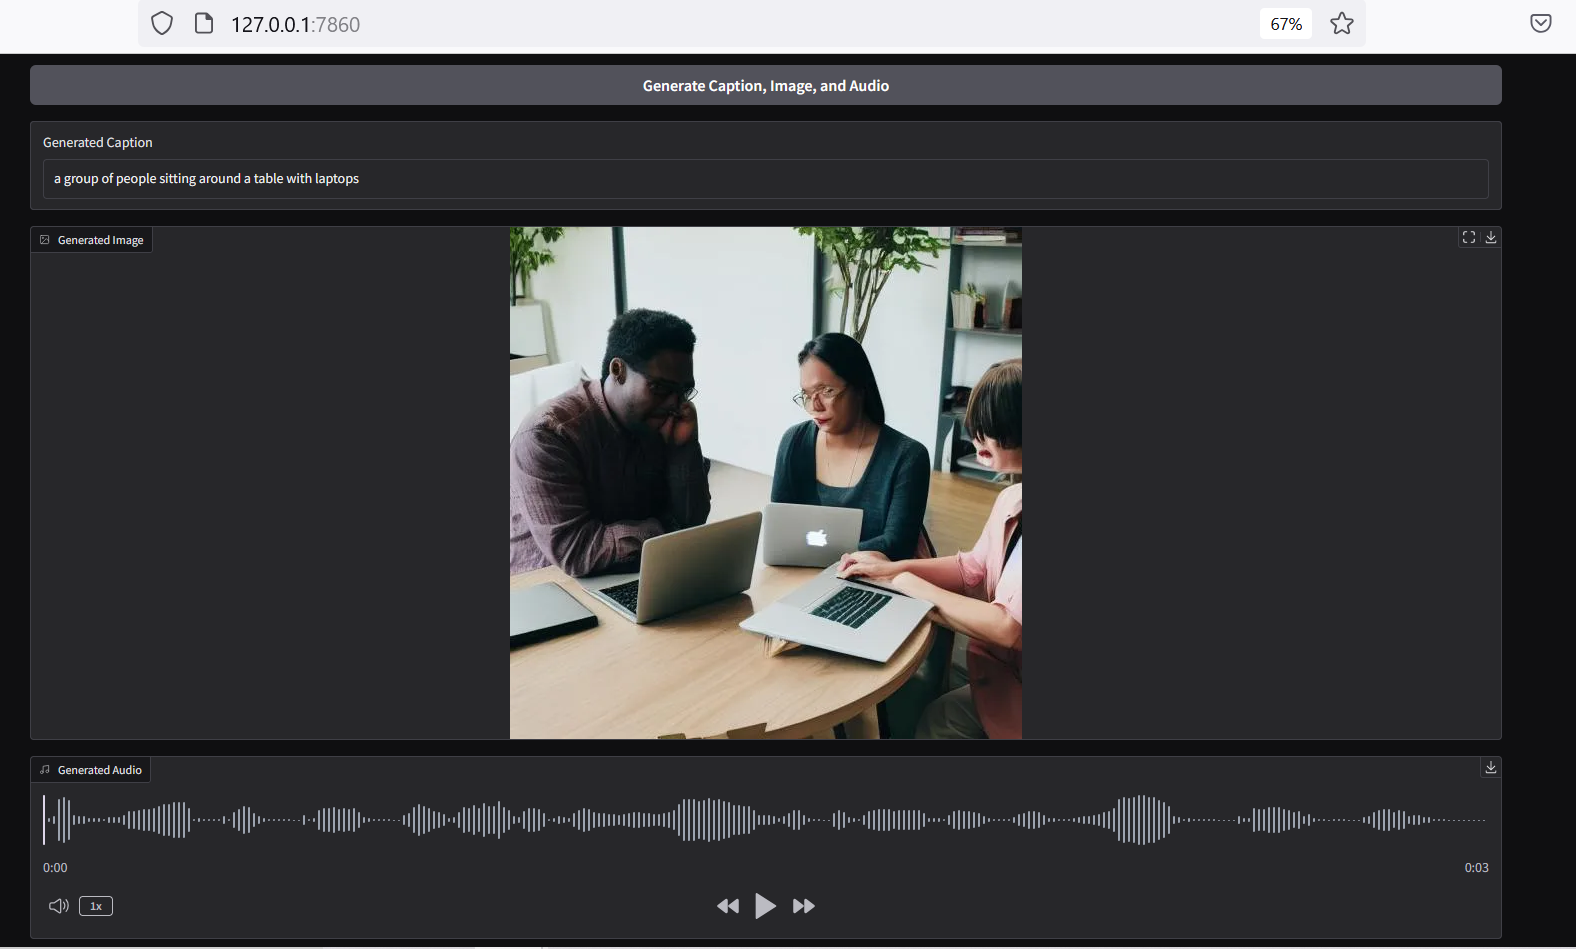 127.0.0.1:7860
67%
Generate Caption, Image, and Audio
Generated Caption
a group of people sitting around a table with laptops
Generated Image
Generated Audio
0:00
0:03
1x